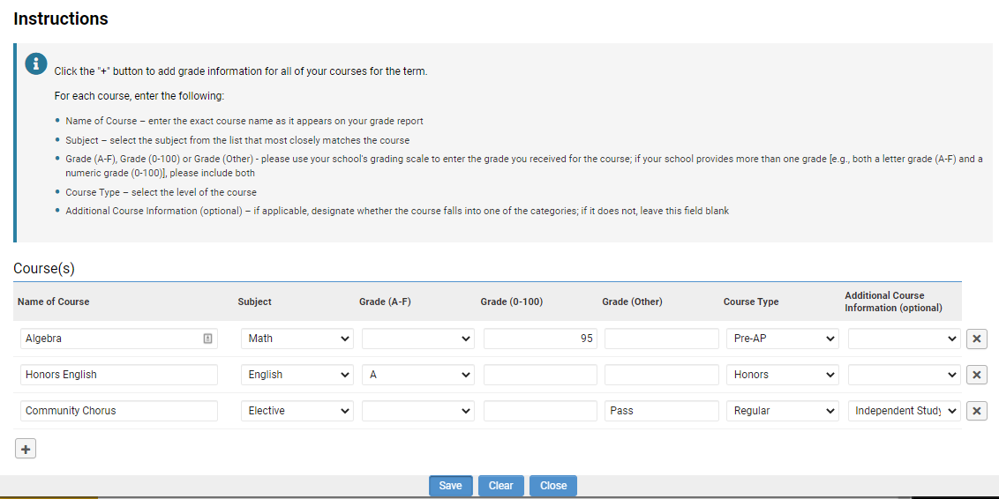 Instructions
Click the "+" button to add grade information for all of your courses for the term.
For each course, enter the following:
• Name of Course – enter the exact course name as it appears on your grade report
• Subject – select the subject from the list that most closely matches the course
• Grade (A-F), Grade (0-100) or Grade (Other) - please use your school's grading scale to enter the grade you received for the course; if your school provides more than one grade [e.g., both a letter grade (A-F) and a
numeric grade (0-100)], please include both
• Course Type – select the level of the course
• Additional Course Information (optional) – if applicable, designate whether the course falls into one of the categories; if it does not, leave this field blank
Course(s)
Name of Course Subject Grade (A-F) Grade (0-100) Grade (Other) Course Type Additional Course
Information (optional)
Algebra Math 95 Pre-AP
Honors English English A Honors
Community Chorus Elective Pass Regular Independent Study
+
Save Clear Close